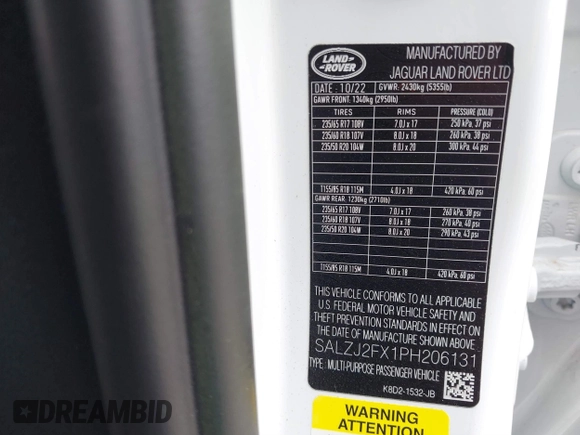 LAND
ROVER
MANUFACTURED BY
JAGUAR LAND ROVER LTD
DATE : 10/22 GVWR: 2430kg (5355lb)
GAWR FRONT: 1340kg (2950lb)
TIRES RIMS PRESSURE (COLD)
235/65 R17 108V 7.0J x 17 250 kPa, 37 psi
235/60 R18 107V 8.0J x 18 260 kPa, 38 psi
235/50 R20 104W 8.0J x 20 300 kPa, 44 psi
T155/85 R18 115M 4.0J x 18 420 kPa, 60 psi
GAWR REAR: 1230kg (2710lb)
235/65 R17 108V 7.0J x 17 260 kPa, 38 psi
235/60 R18 107V 8.0J x 18 270 kPa, 40 psi
235/50 R20 104W 8.0J x 20 290 kPa, 43 psi
T155/85 R18 115M 4.0J x 18 420 kPa, 60 psi
THIS VEHICLE CONFORMS TO ALL APPLICABLE
U.S. FEDERAL MOTOR VEHICLE SAFETY AND
THEFT PREVENTION STANDARDS IN EFFECT ON
THE DATE OF MANUFACTURE SHOWN ABOVE.
SALZJ2FX1PH206131
TYPE: MULTI-PURPOSE PASSENGER VEHICLE
K8D2-1532-JB
WARNING
ATTENTION
DREAMBID